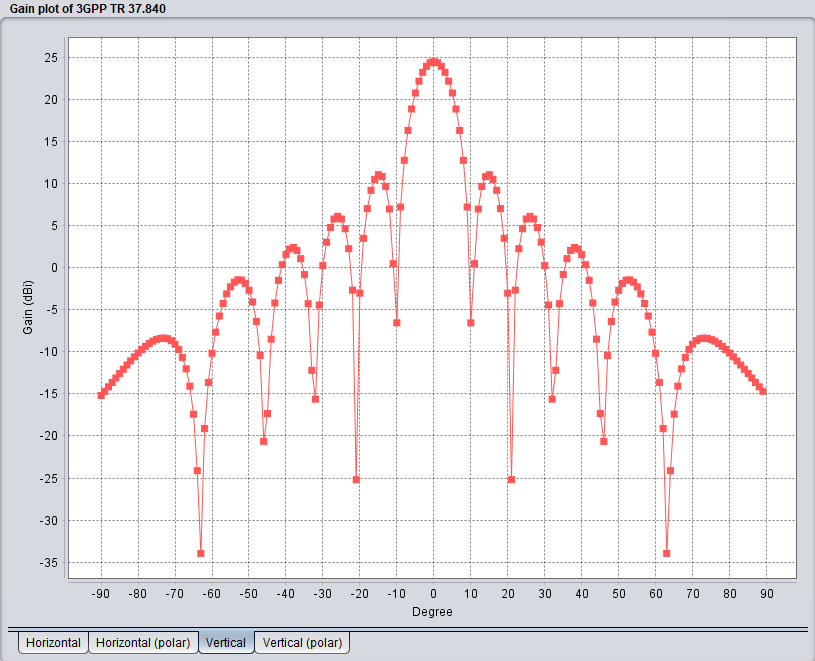 Gain plot of 3GPP TR 37.840
25
20
15
10
5
0
-5
-10
-15
-20
-25
-30
-35
Gain (dBi)
-90 -80 -70 -60 -50 -40 -30 -20 -10 0 10 20 30 40 50 60 70 80 90
Degree
Horizontal Horizontal (polar) Vertical Vertical (polar)